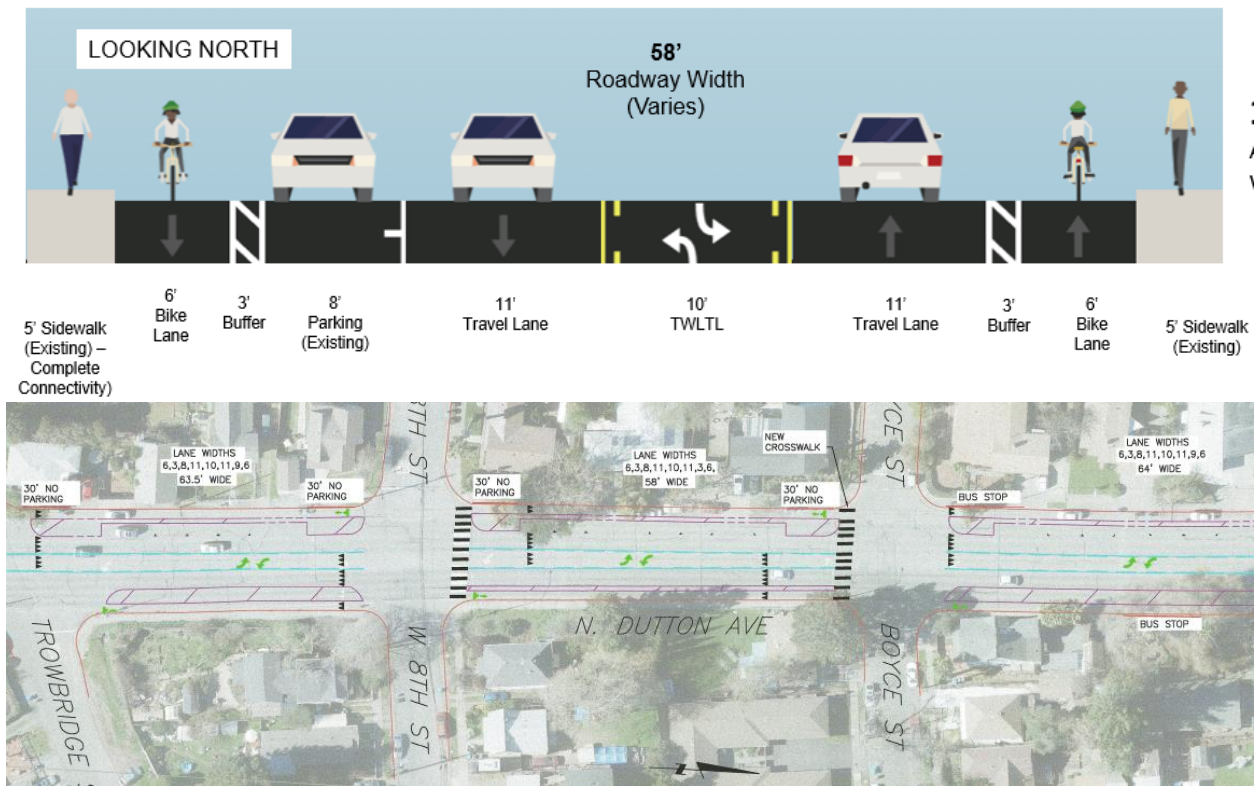 LOOKING NORTH
58'
Roadway Width
(Varies)
5' Sidewalk
(Existing) –
Complete
Connectivity)
6'
Bike
Lane
3'
Buffer
8'
Parking
(Existing)
11'
Travel Lane
10'
TWLTL
11'
Travel Lane
3'
Buffer
6'
Bike
Lane
5' Sidewalk
(Existing)
LANE WIDTHS
6,3,8,11,10,11,9,6
63.5' WIDE
30' NO
PARKING
30' NO
PARKING
ST
30' NO
PARKING
LANE WIDTHS
6,3,8,11,10,11,3,6,
58' WIDE
30' NO
PARKING
NEW
CROSSWALK
ST
BUS STOP
LANE WIDTHS
6,3,8,11,10,11,9,6
64' WIDE
TROWBRIDGE
W. 8TH ST
N. DUTTON AVE
BOYCE ST
BUS STOP